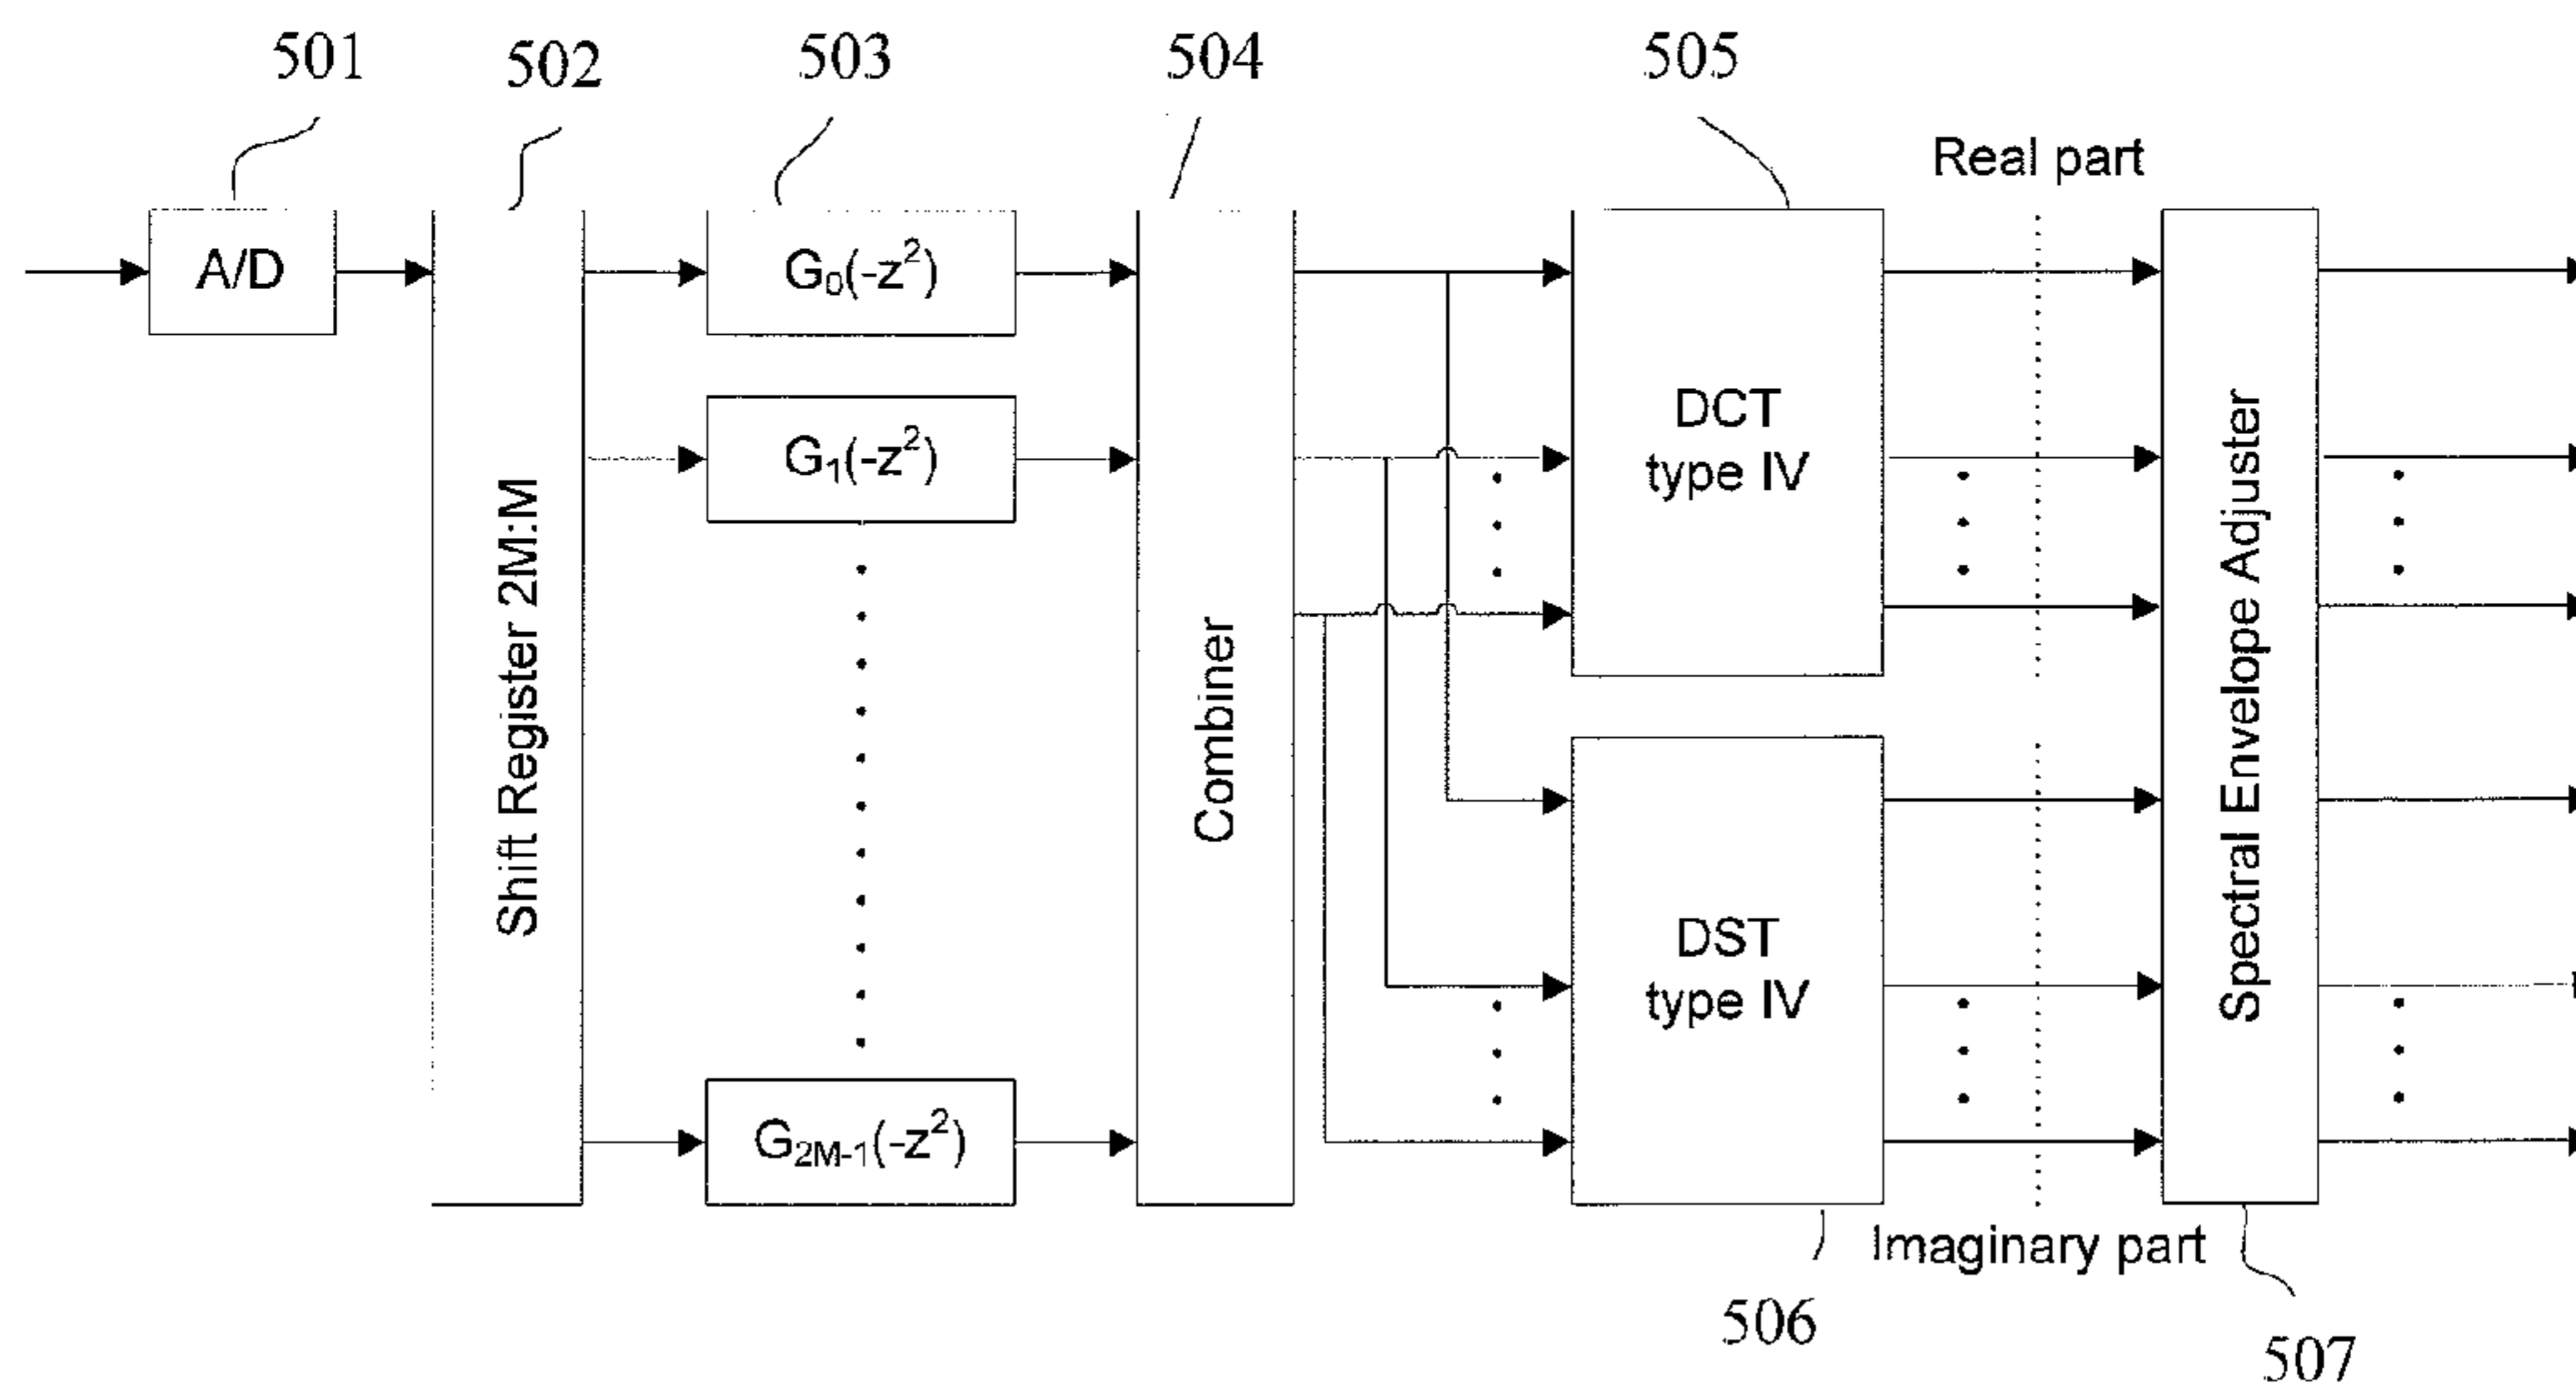 501
502
503
504
505
Real part
A/D
Shift Register 2M:M
G₀(-z²)
G₁(-z²)
G₂M₋₁(-z²)
Combiner
DCT
type IV
DST
type IV
Spectral Envelope Adjuster
Imaginary part
506
507